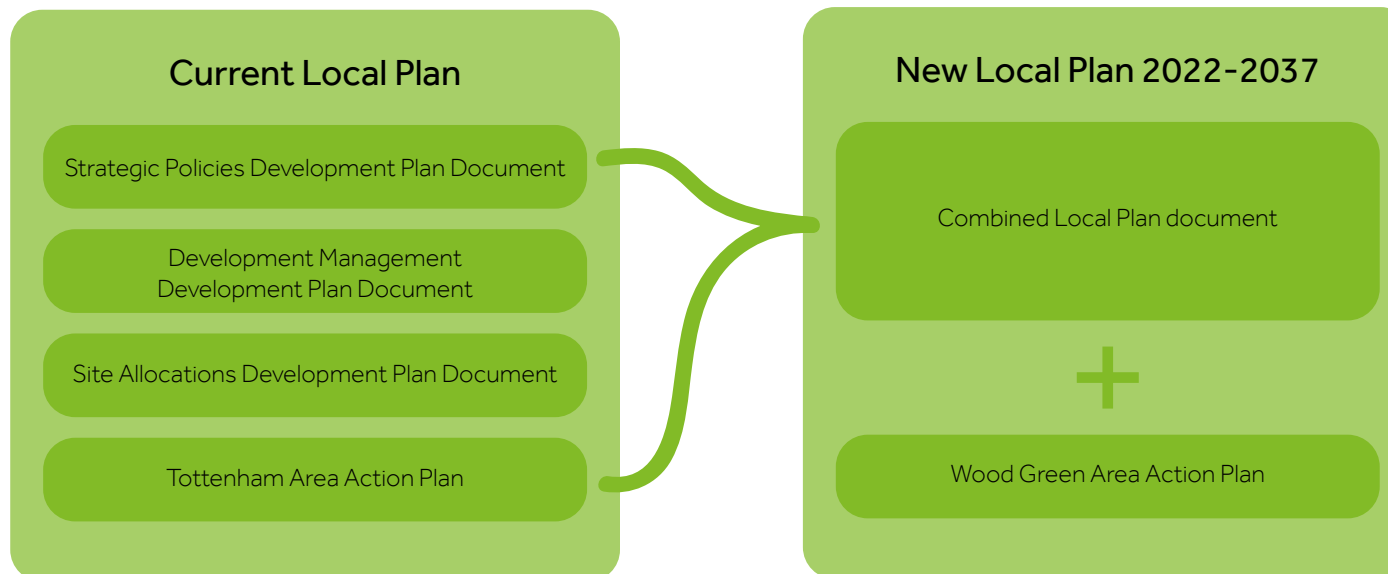 Current Local Plan
Strategic Policies Development Plan Document
Development Management
Development Plan Document
Site Allocations Development Plan Document
Tottenham Area Action Plan
New Local Plan 2022-2037
Combined Local Plan document
+
Wood Green Area Action Plan